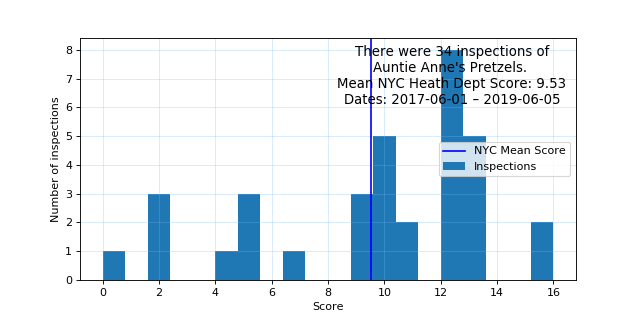 There were 34 inspections of
Auntie Anne's Pretzels.
Mean NYC Heath Dept Score: 9.53
Dates: 2017-06-01 – 2019-06-05
NYC Mean Score
Inspections
Number of inspections
8
7
6
5
4
3
2
1
0
0 2 4 6 8 10 12 14 16
Score